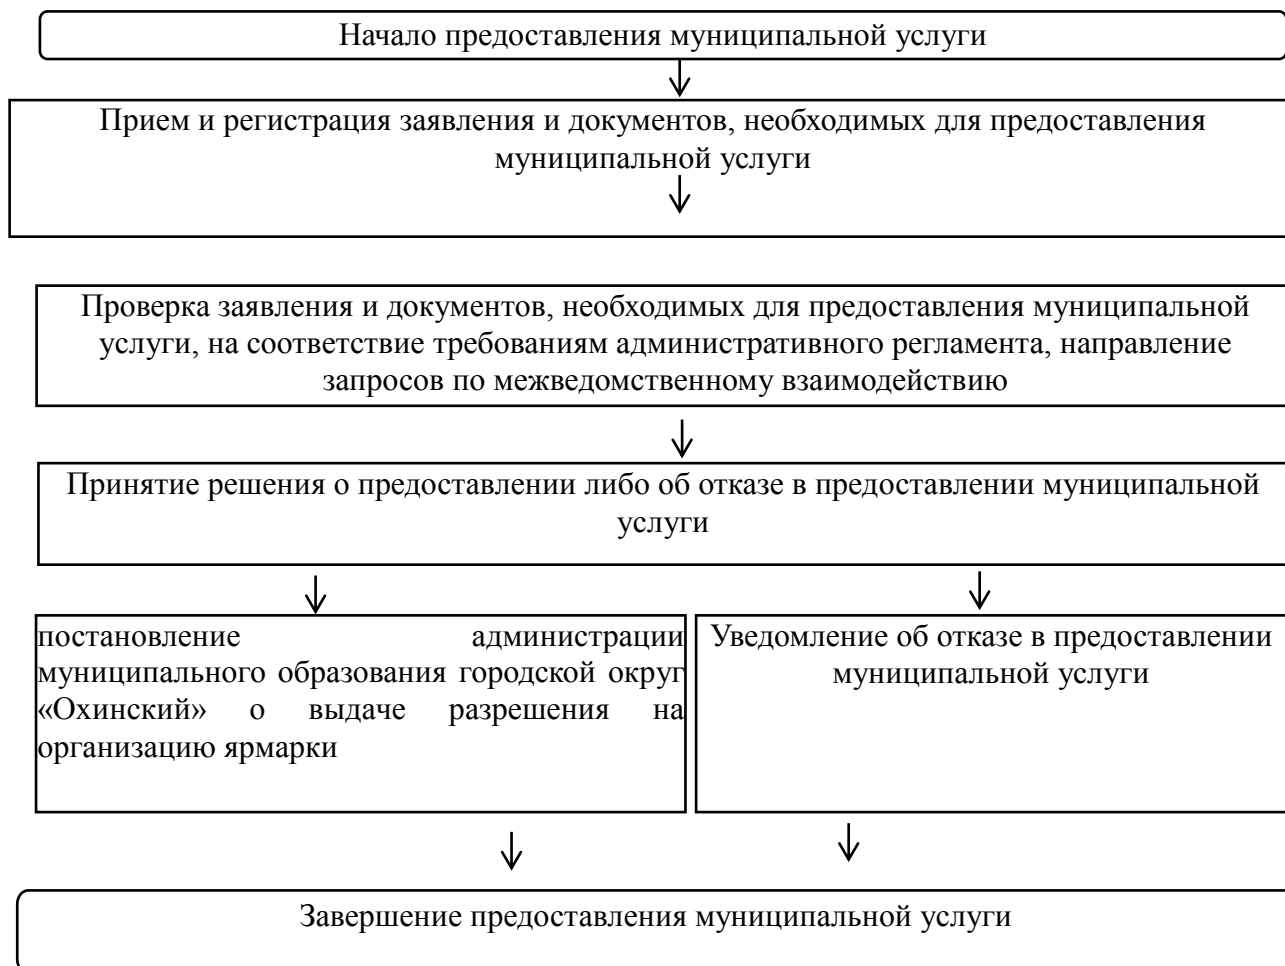 Начало предоставления муниципальной услуги
Прием и регистрация заявления и документов, необходимых для предоставления
муниципальной услуги
Проверка заявления и документов, необходимых для предоставления муниципальной
услуги, на соответствие требованиям административного регламента, направление
запросов по межведомственному взаимодействию
Принятие решения о предоставлении либо об отказе в предоставлении муниципальной
услуги
постановление администрации
муниципального образования городской округ
«Охинский» о выдаче разрешения на
организацию ярмарки
Уведомление об отказе в предоставлении
муниципальной услуги
Завершение предоставления муниципальной услуги